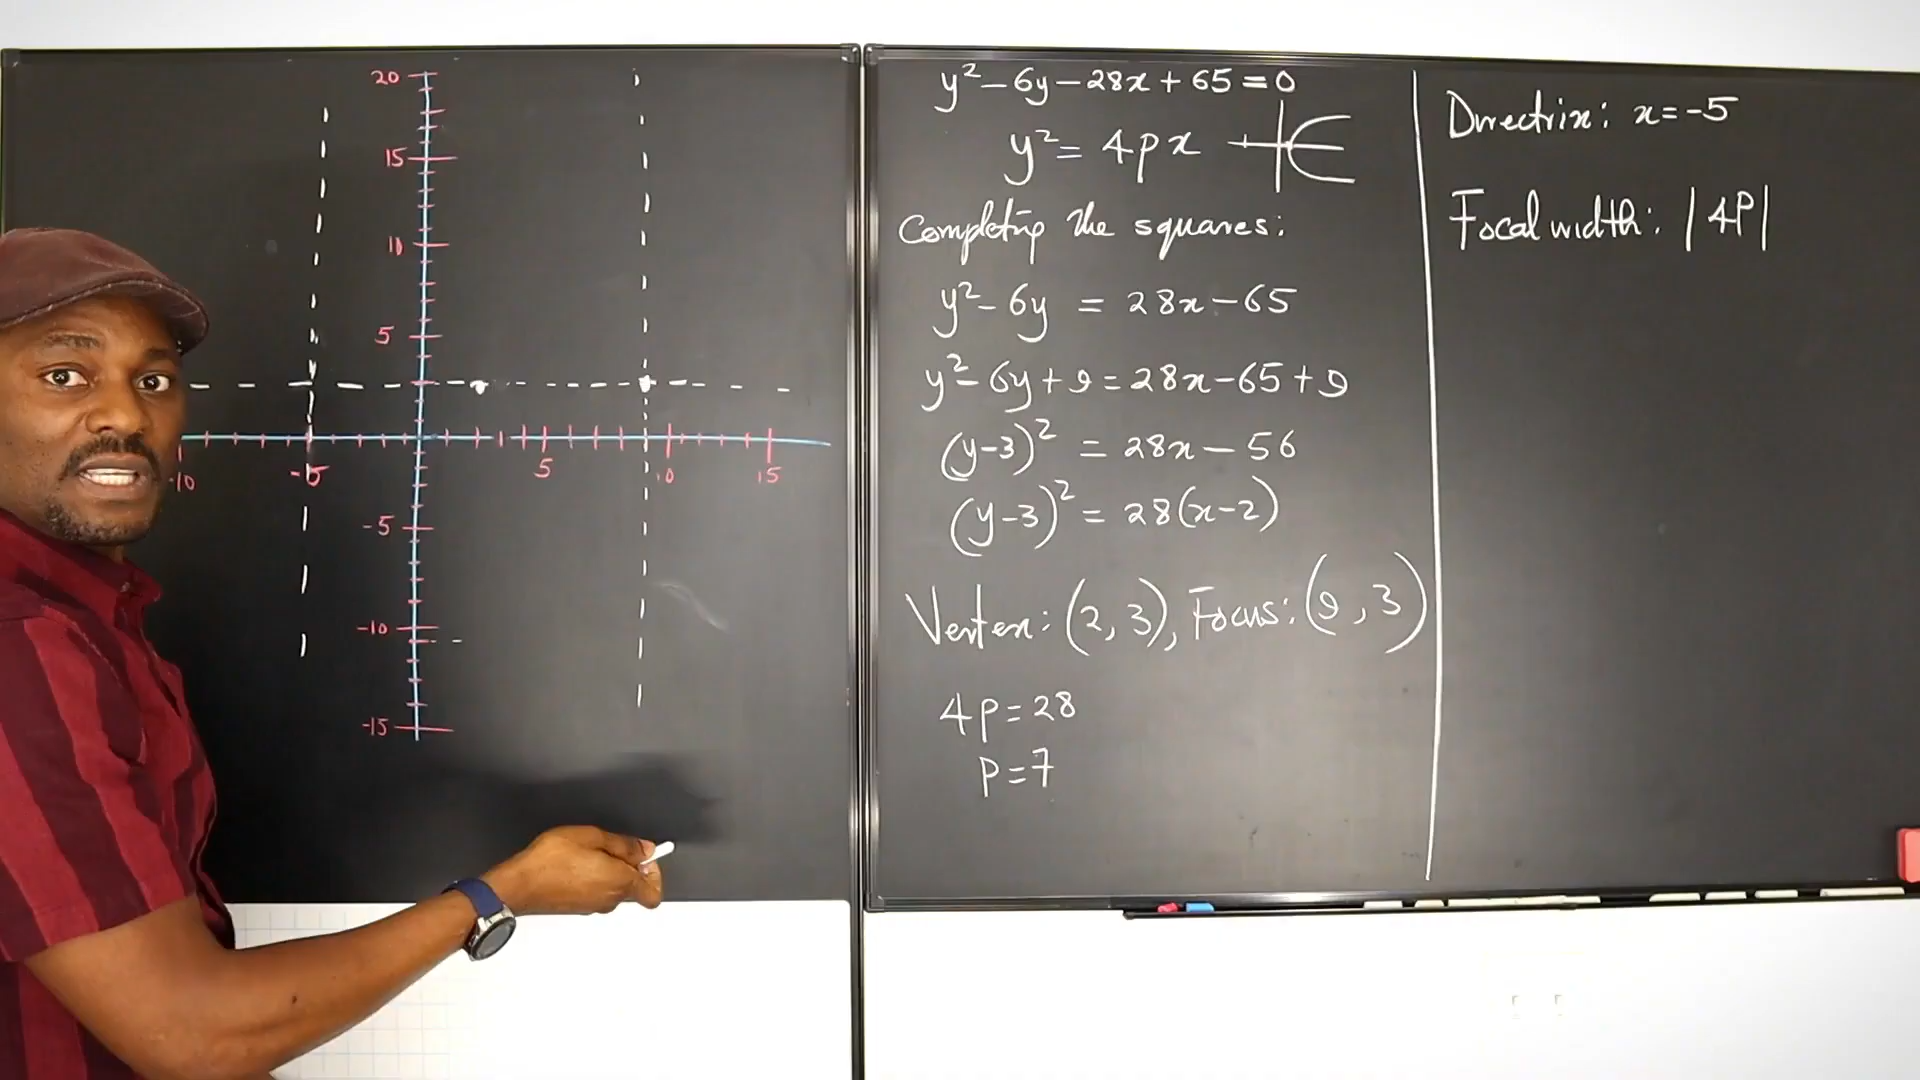 20
15
10
5
-10 -5 5 10 15
-5
-10
-15
y² - 6y - 28x + 65 = 0
y² = 4px
Completing the squares:
y² - 6y = 28x - 65
y² - 6y + 9 = 28x - 65 + 9
(y-3)² = 28x - 56
(y-3)² = 28(x-2)
Vertex: (2, 3), Focus: (9, 3)
4p = 28
p = 7
Directrix: x = -5
Focal width: |4P|